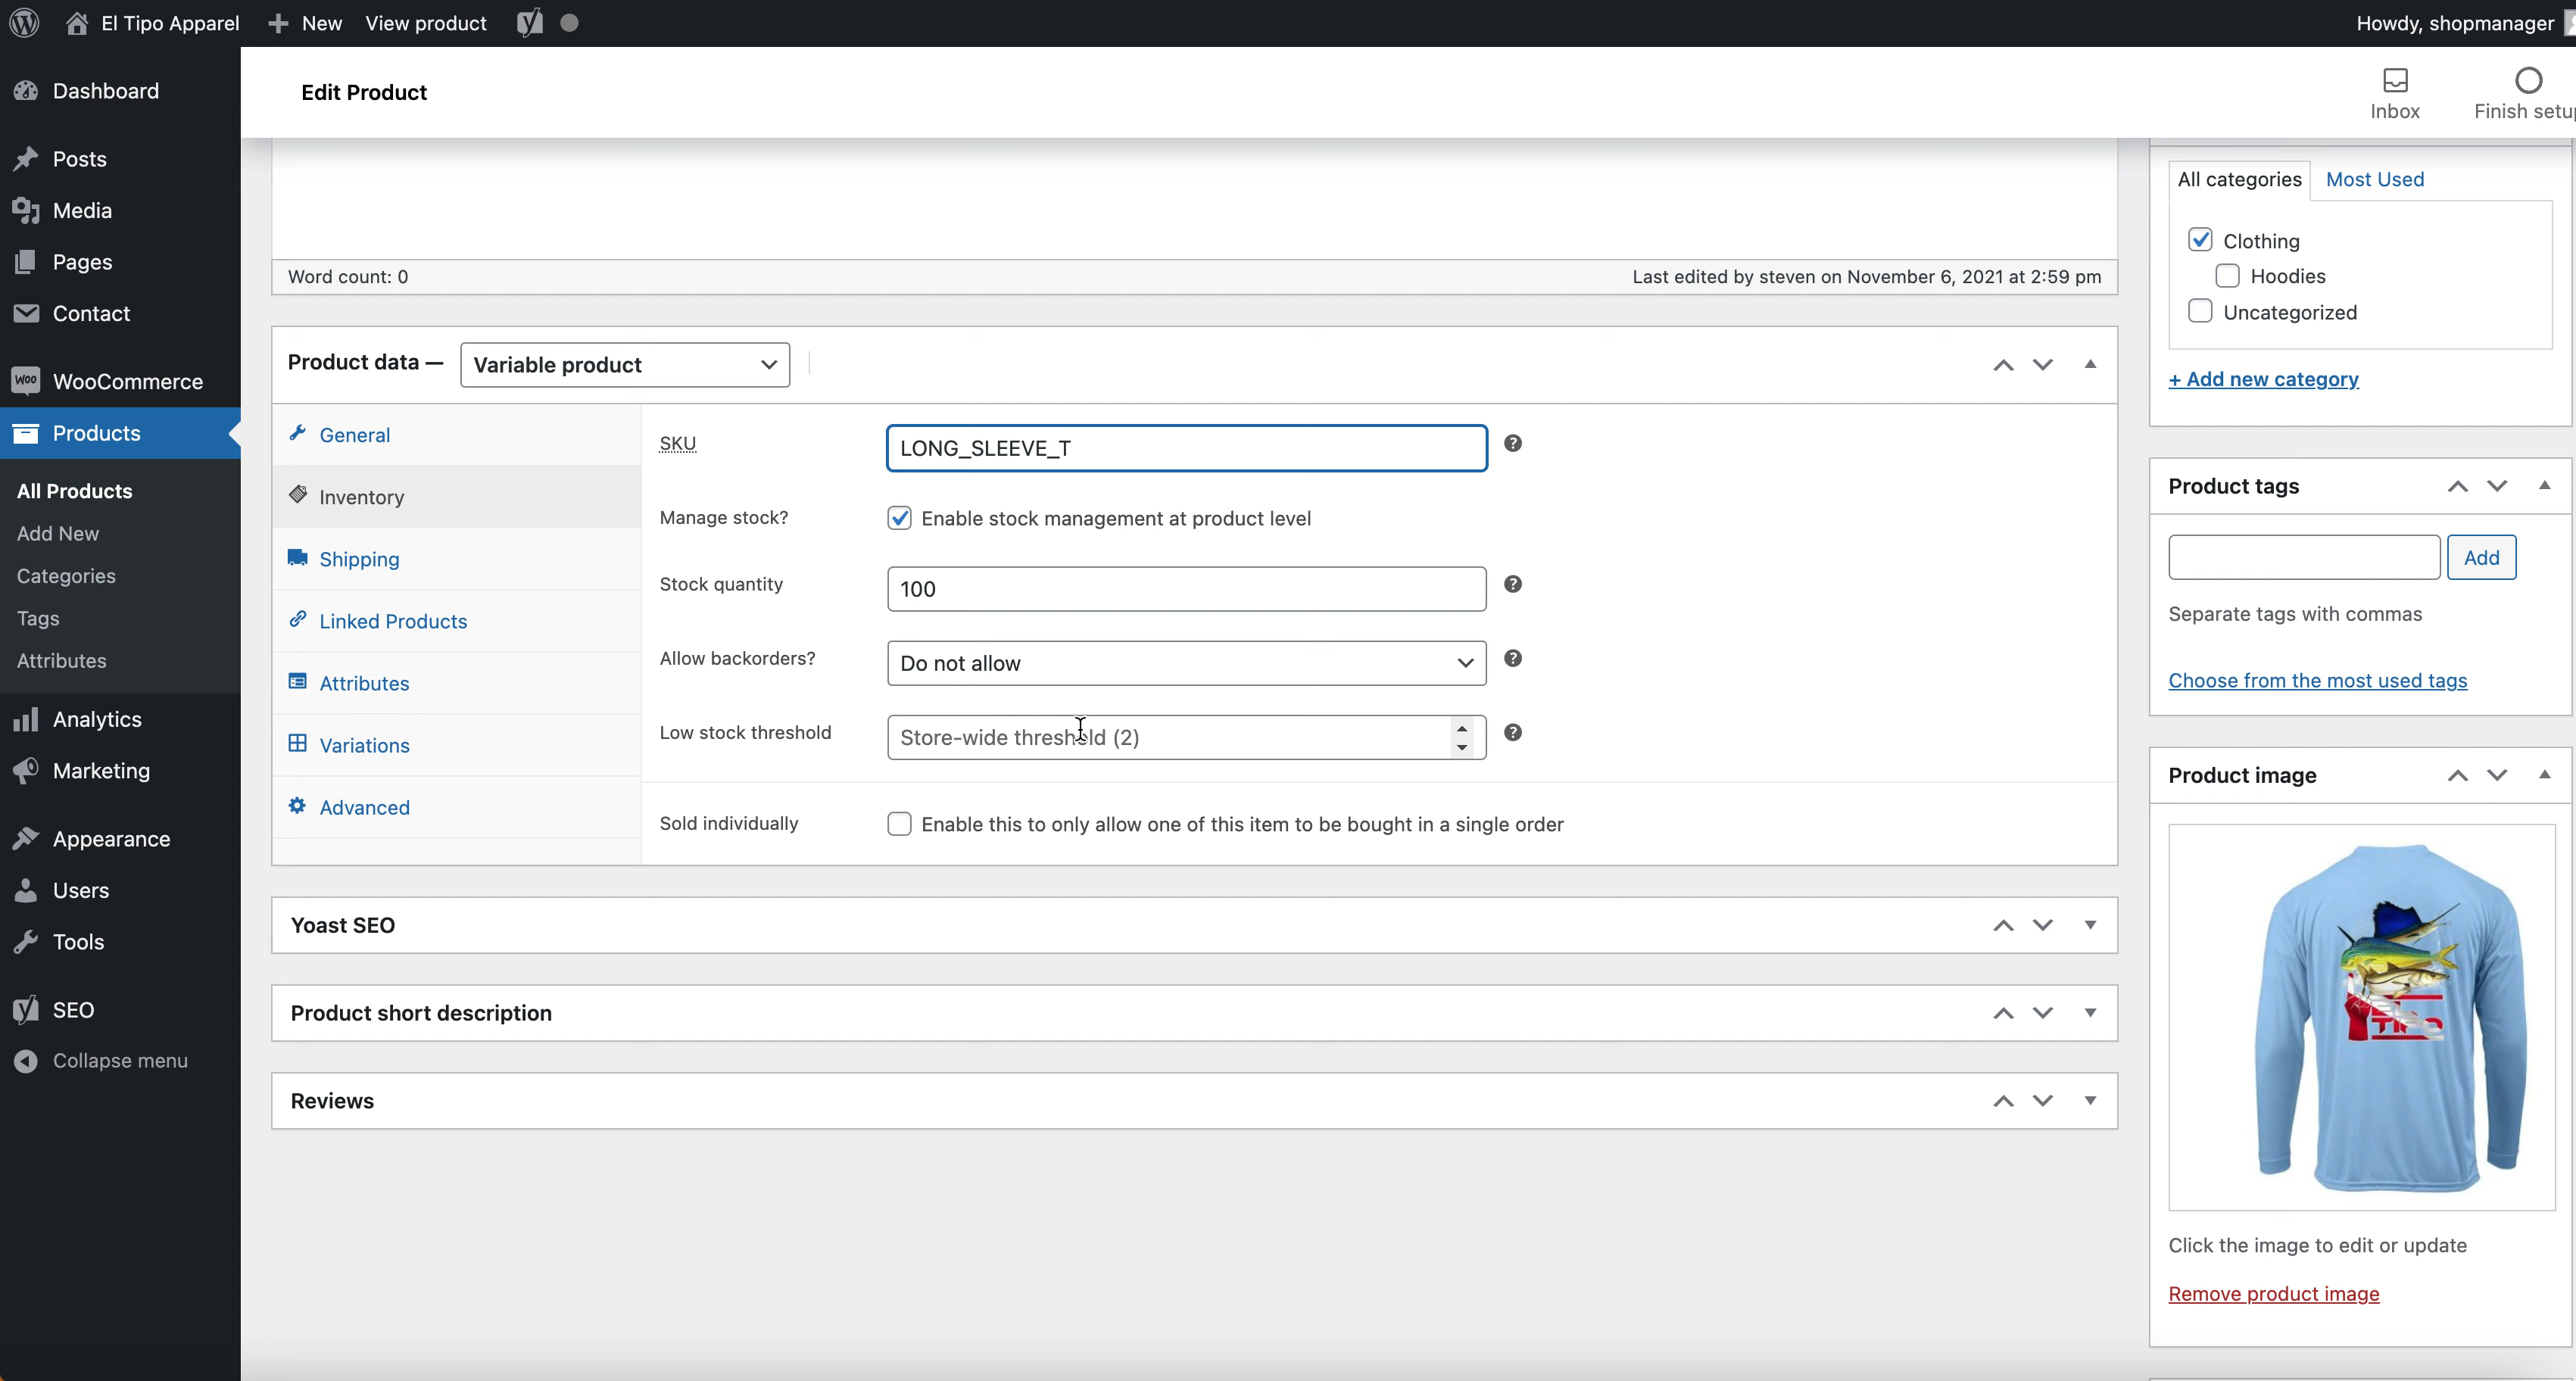 El Tipo Apparel
New
View product
Howdy, shopmanager
Dashboard
Posts
Media
Pages
Contact
Woo
WooCommerce
Products
All Products
Add New
Categories
Tags
Attributes
Analytics
Marketing
Appearance
Users
Tools
SEO
Collapse menu
Edit Product
Inbox
Finish setu
Word count: 0
Last edited by steven on November 6, 2021 at 2:59 pm
Product data —
Variable product
General
Inventory
Shipping
Linked Products
Attributes
Variations
Advanced
SKU
LONG_SLEEVE_T
Manage stock?
Enable stock management at product level
Stock quantity
100
Allow backorders?
Do not allow
Low stock threshold
Store-wide threshold (2)
Sold individually
Enable this to only allow one of this item to be bought in a single order
Yoast SEO
Product short description
Reviews
All categories
Most Used
Clothing
Hoodies
Uncategorized
+ Add new category
Product tags
Add
Separate tags with commas
Choose from the most used tags
Product image
Click the image to edit or update
Remove product image